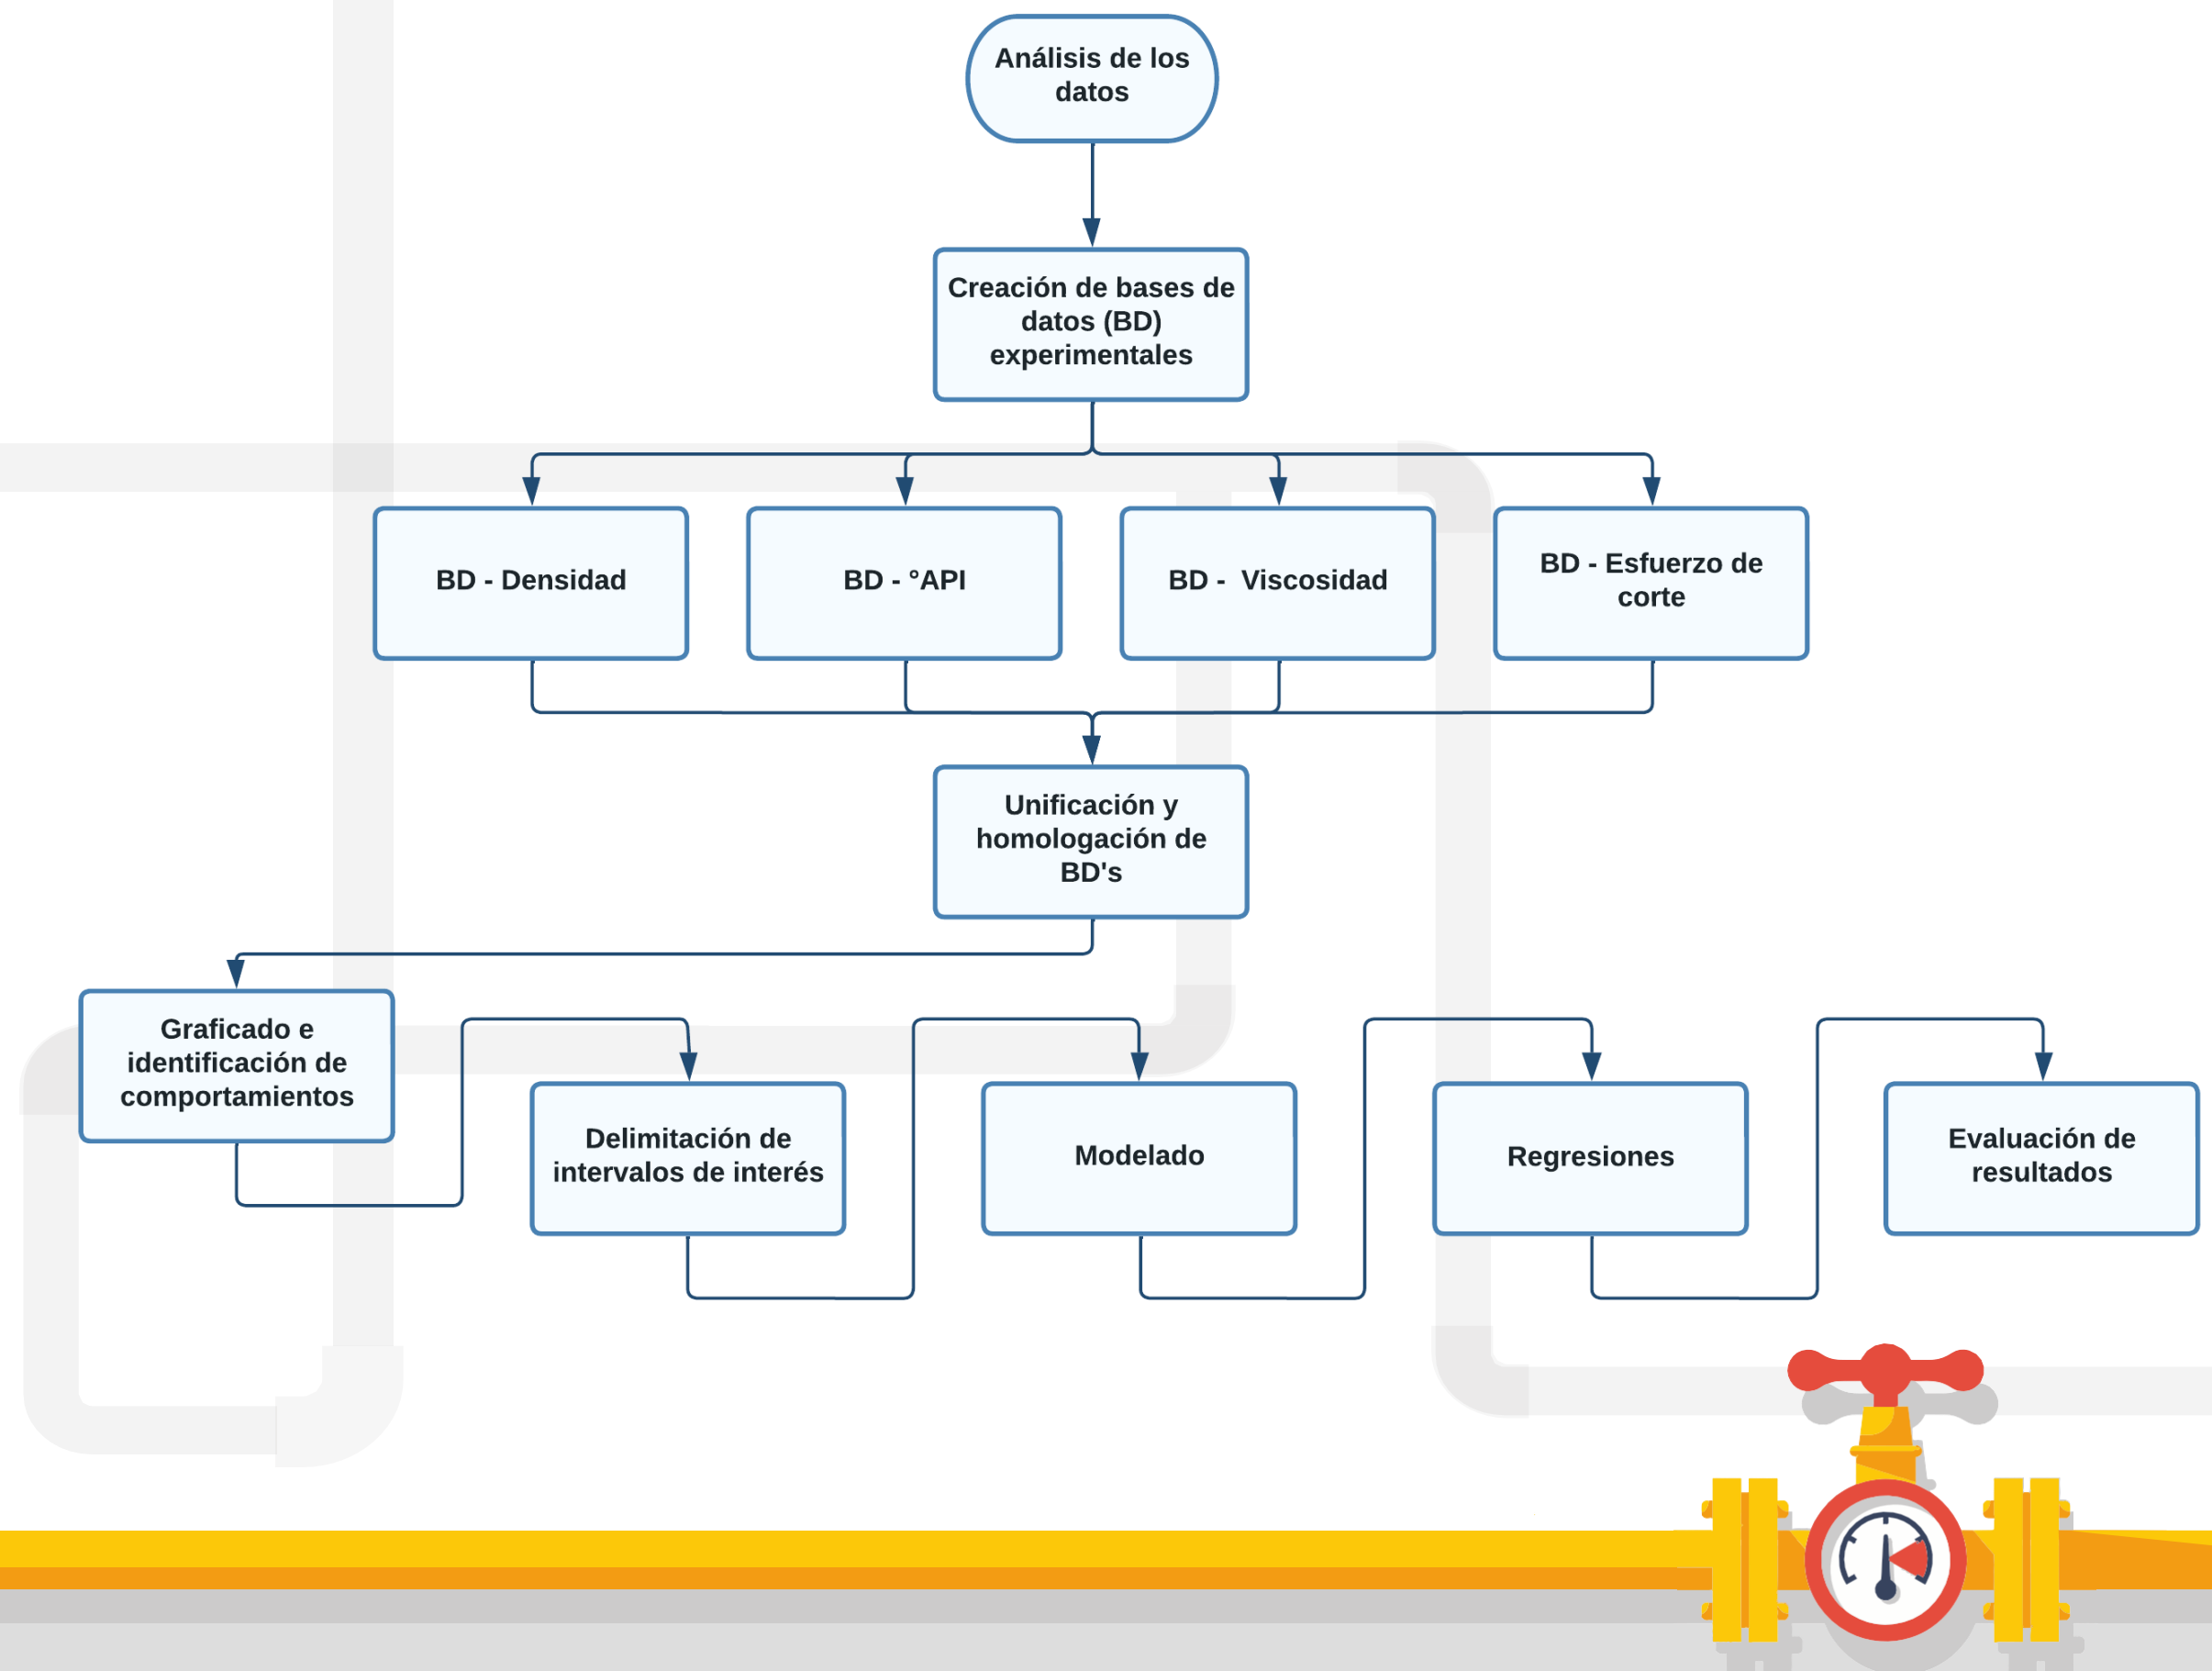 Análisis de los
datos
Creación de bases de
datos (BD)
experimentales
BD - Densidad
BD - °API
BD -  Viscosidad
BD - Esfuerzo de
corte
Unificación y
homologación de
BD's
Graficado e
identificación de
comportamientos
Delimitación de
intervalos de interés
Modelado
Regresiones
Evaluación de
resultados